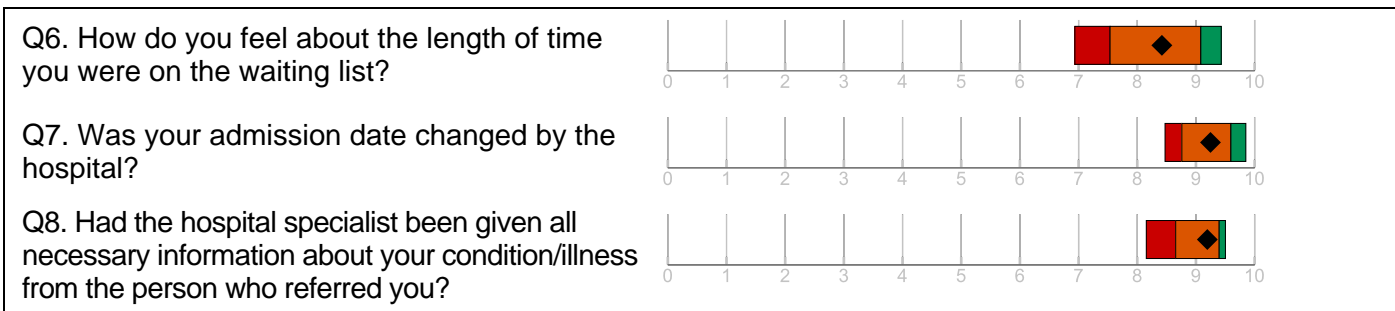 Q6. How do you feel about the length of time
you were on the waiting list?
0 1 2 3 4 5 6 7 8 9 10
Q7. Was your admission date changed by the
hospital?
0 1 2 3 4 5 6 7 8 9 10
Q8. Had the hospital specialist been given all
necessary information about your condition/illness
from the person who referred you?
0 1 2 3 4 5 6 7 8 9 10